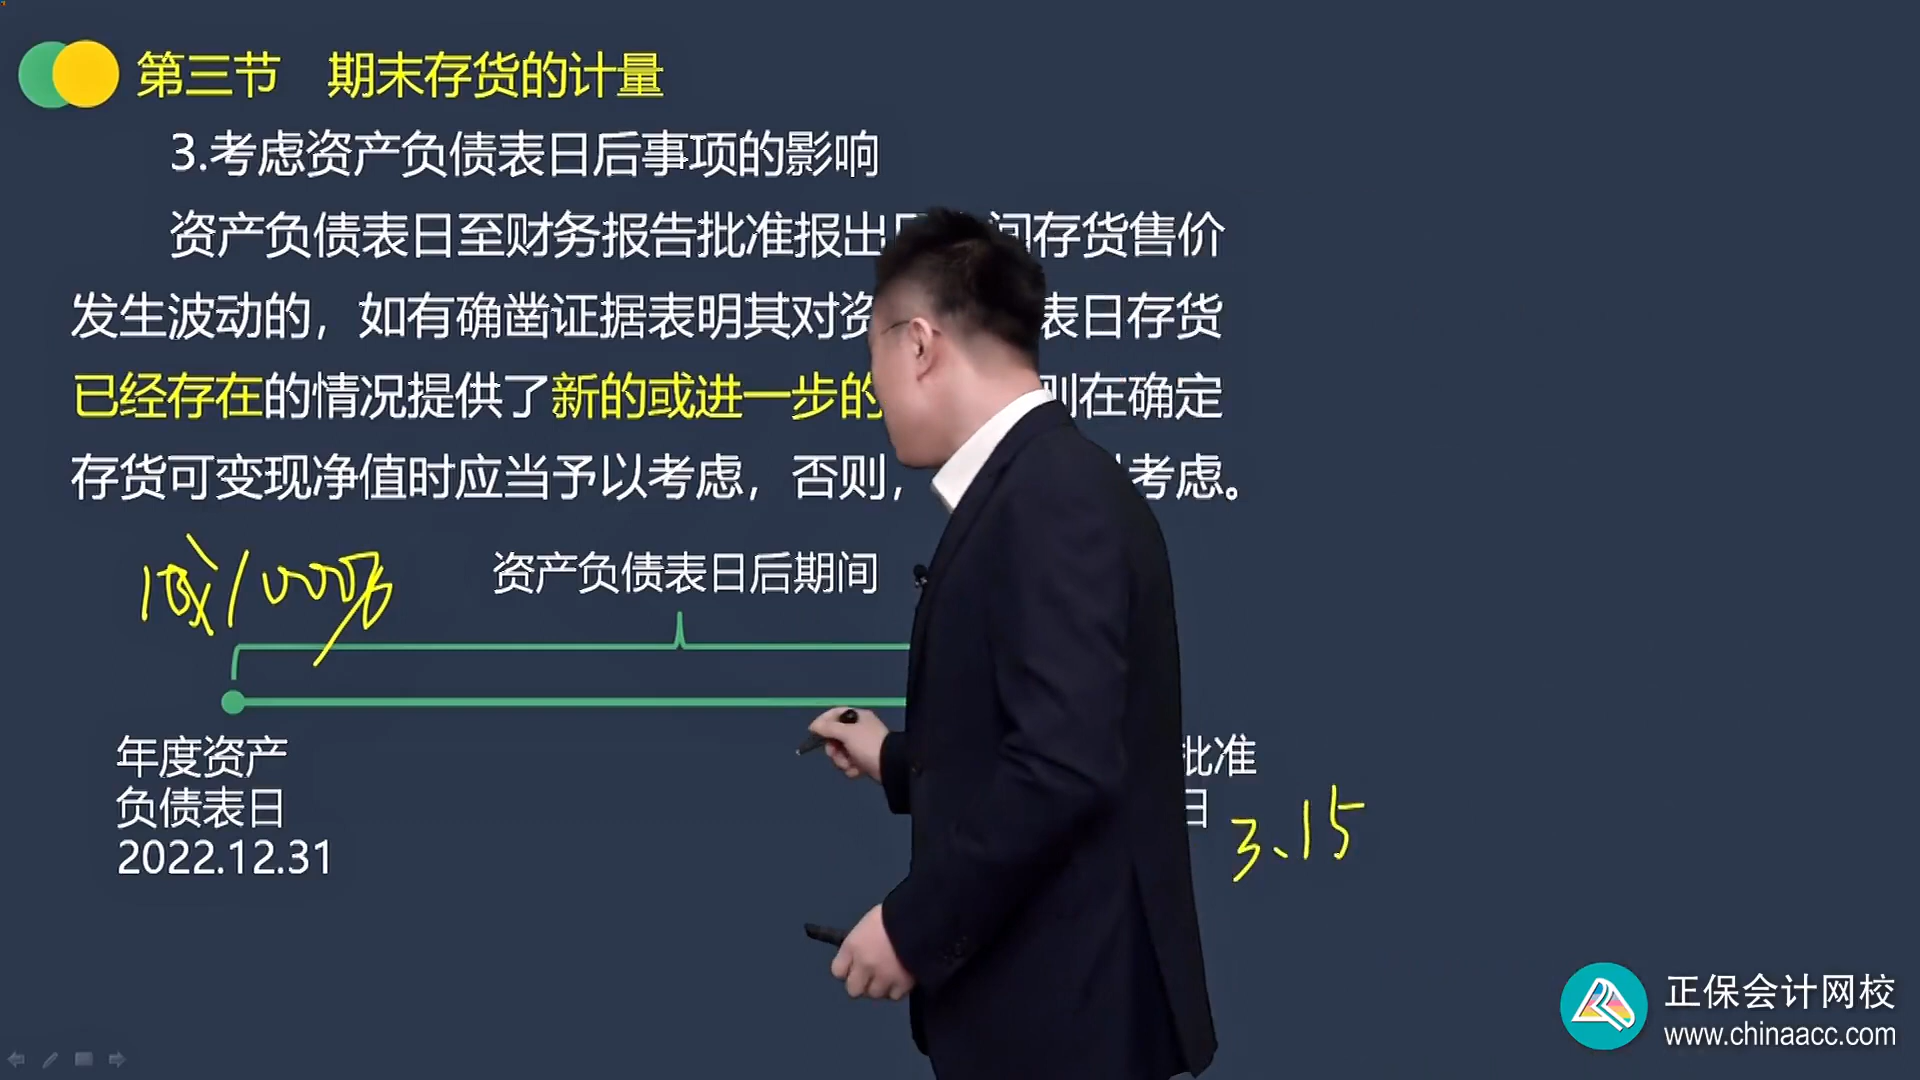 第三节 期末存货的计量
3.考虑资产负债表日后事项的影响
资产负债表日至财务报告批准报出 间存货售价
发生波动的，如有确凿证据表明其对资 表日存货
已经存在的情况提供了新的或进一步的 则在确定
存货可变现净值时应当予以考虑，否则， 考虑。
资产负债表日后期间
年度资产
负债表日
2022.12.31
批准
日
3.15
正保会计网校
www.chinaacc.com